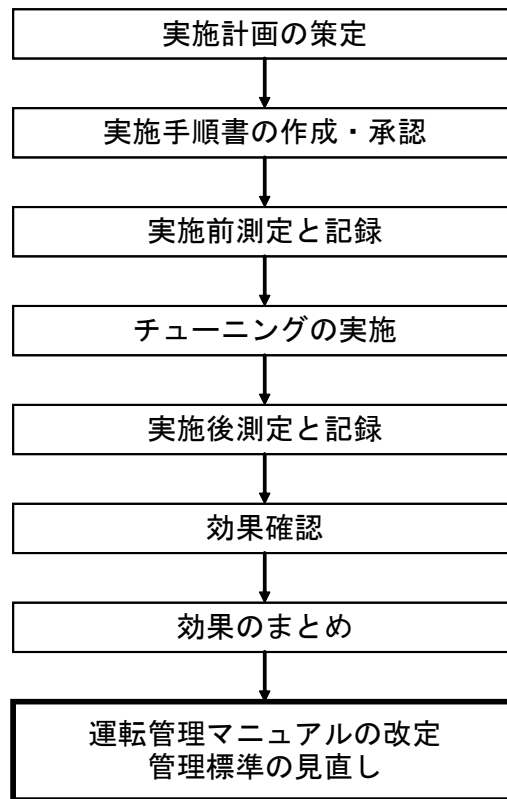 実施計画の策定
実施手順書の作成・承認
実施前測定と記録
チューニングの実施
実施後測定と記録
効果確認
効果のまとめ
運転管理マニュアルの改定
管理標準の見直し